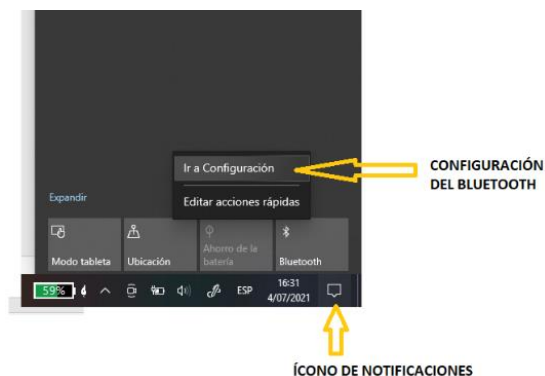 Ir a Configuración
CONFIGURACIÓN
DEL BLUETOOTH
Editar acciones rápidas
Expandir
Modo tableta
Ubicación
Ahorro de la
batería
Bluetooth
59%
ESP
16:31
4/07/2021
ÍCONO DE NOTIFICACIONES